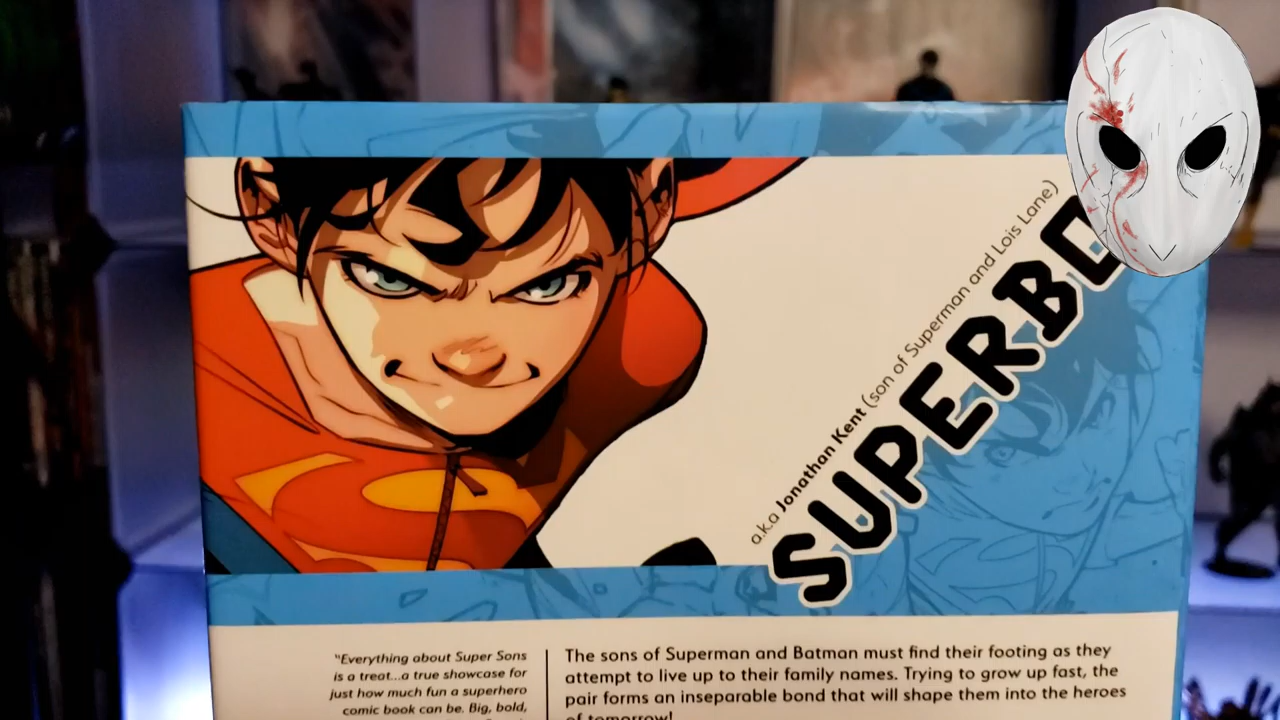 a.k.a Jonathan Kent (son of Superman and Lois Lane)
SUPERBO
"Everything about Super Sons
is a treat...a true showcase for
just how much fun a superhero
comic book can be. Big, bold,
The sons of Superman and Batman must find their footing as they
attempt to live up to their family names. Trying to grow up fast, the
pair forms an inseparable bond that will shape them into the heroes
of tomorrow!